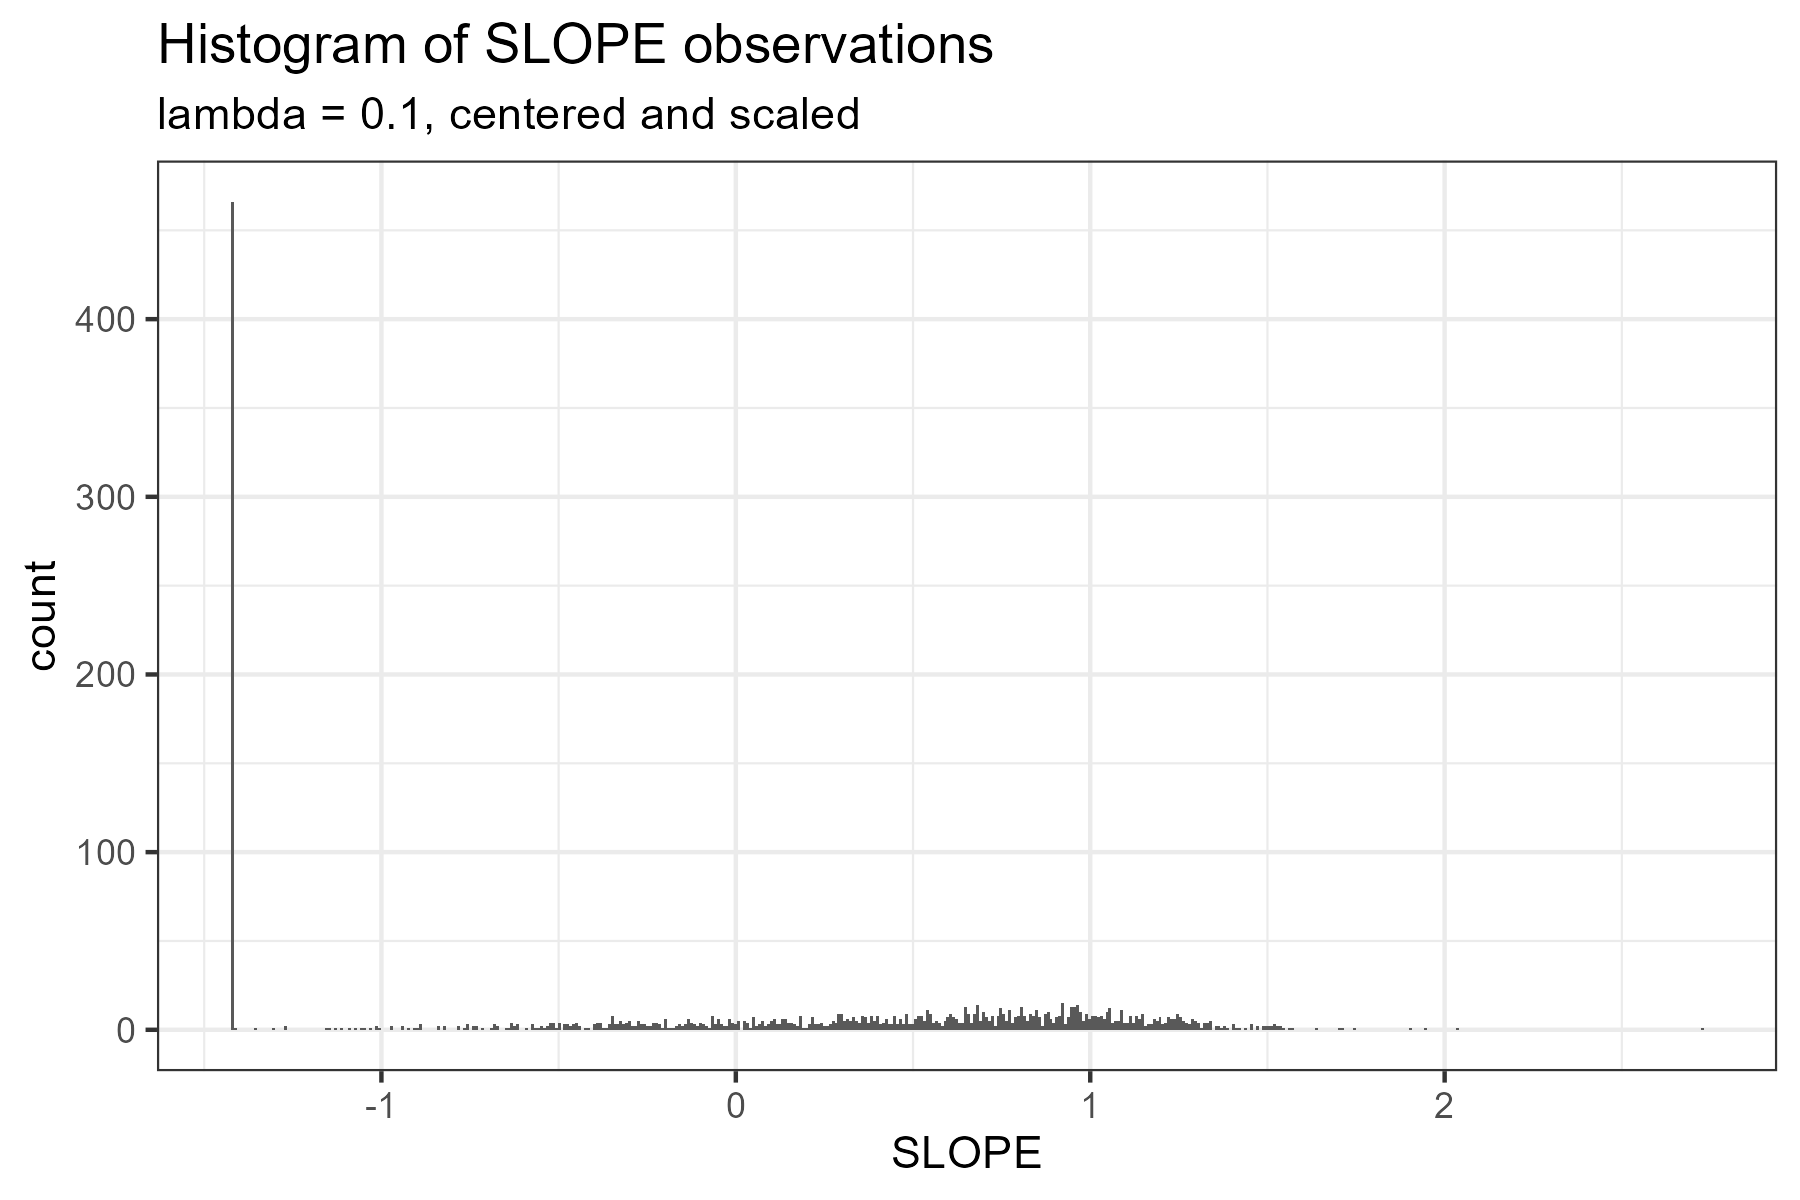 Histogram of SLOPE observations
lambda = 0.1, centered and scaled
count
400
300
200
100
0
-1
0
1
2
SLOPE